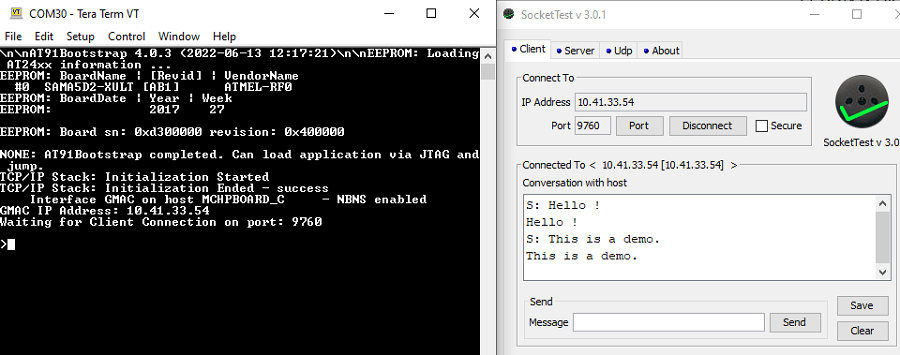 COM30 - Tera Term VT
File Edit Setup Control Window Help
\n\nAT91Bootstrap 4.0.3 (2022-06-13 12:17:21)\n\nEEPROM: Loading
AT24xx information ...
EEPROM: BoardName | [Revid] | VendorName
#0 SAMA5D2-XULT [AB1] ATMEL-RF0
EEPROM: BoardDate | Year | Week
EEPROM: 2017 27
EEPROM: Board sn: 0xd300000 revision: 0x400000
NONE: AT91Bootstrap completed. Can load application via JTAG and
jump.
TCP/IP Stack: Initialization Started
TCP/IP Stack: Initialization Ended - success
Interface GMAC on host MCHPBOARD_C - NBNS enabled
GMAC IP Address: 10.41.33.54
Waiting for Client Connection on port: 9760
>
SocketTest v 3.0.1
Client Server Udp About
Connect To
IP Address 10.41.33.54
Port 9760 Port Disconnect Secure
SocketTest v 3.0
Connected To < 10.41.33.54 [10.41.33.54] >
Conversation with host
S: Hello !
Hello !
S: This is a demo.
This is a demo.
Send
Message Send
Save
Clear